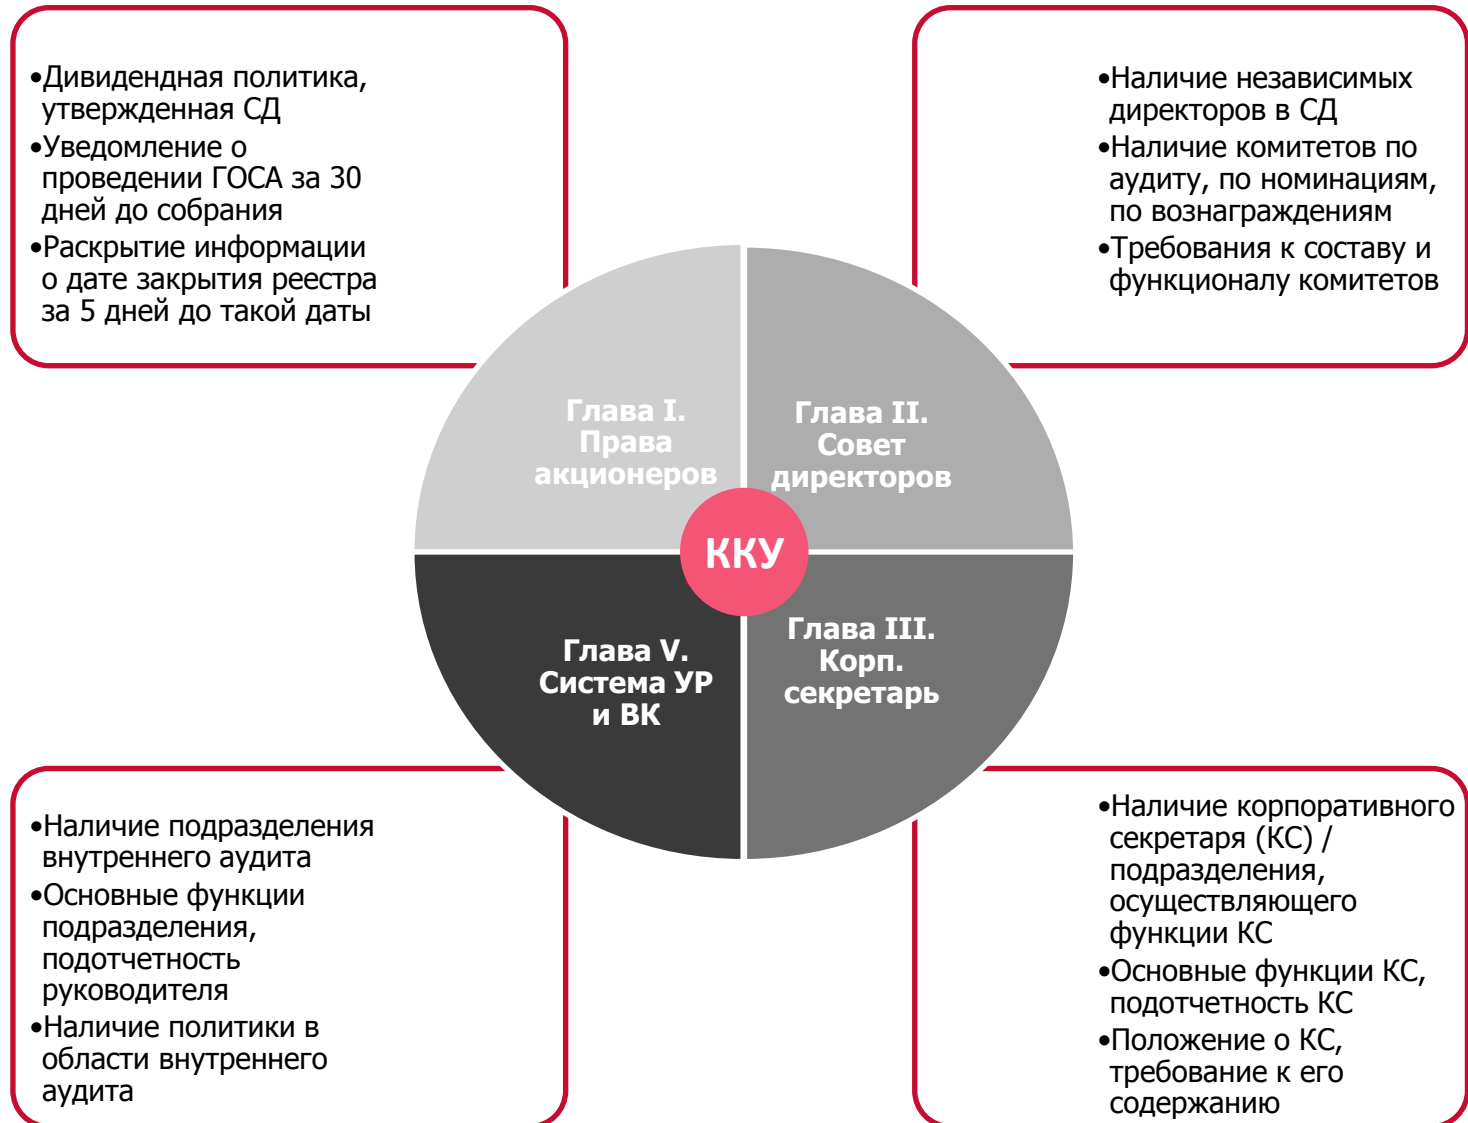 •Дивидендная политика,
утвержденная СД
•Уведомление о
проведении ГОСА за 30
дней до собрания
•Раскрытие информации
о дате закрытия реестра
за 5 дней до такой даты
•Наличие независимых
директоров в СД
•Наличие комитетов по
аудиту, по номинациям,
по вознаграждениям
•Требования к составу и
функционалу комитетов
Глава I.
Права
акционеров
Глава II.
Совет
директоров
ККУ
Глава V.
Система УР
и ВК
Глава III.
Корп.
секретарь
•Наличие подразделения
внутреннего аудита
•Основные функции
подразделения,
подотчетность
руководителя
•Наличие политики в
области внутреннего
аудита
•Наличие корпоративного
секретаря (КС) /
подразделения,
осуществляющего
функции КС
•Основные функции КС,
подотчетность КС
•Положение о КС,
требование к его
содержанию